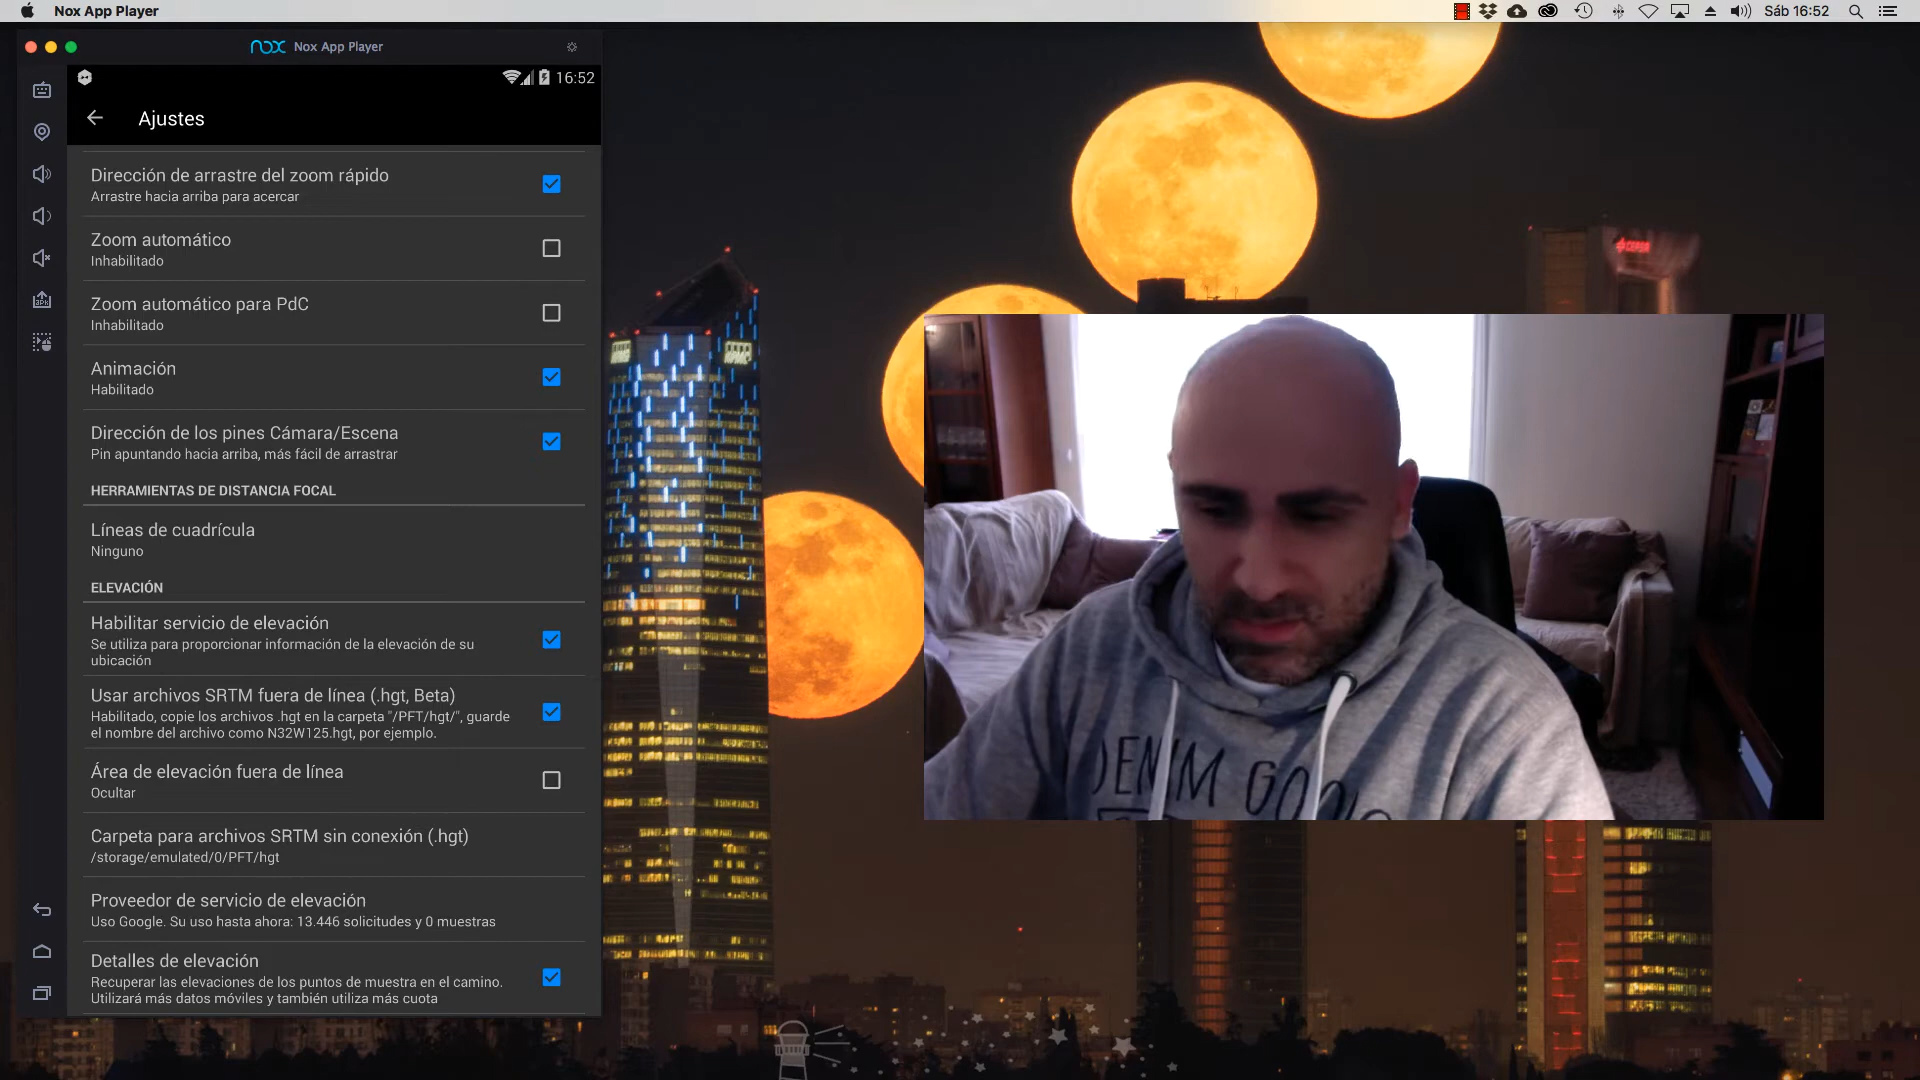 Nox App Player
Sáb 16:52
nox Nox App Player
16:52
Ajustes
Dirección de arrastre del zoom rápido
Arrastre hacia arriba para acercar
Zoom automático
Inhabilitado
Zoom automático para PdC
Inhabilitado
Animación
Habilitado
Dirección de los pines Cámara/Escena
Pin apuntando hacia arriba, más fácil de arrastrar
HERRAMIENTAS DE DISTANCIA FOCAL
Líneas de cuadrícula
Ninguno
ELEVACIÓN
Habilitar servicio de elevación
Se utiliza para proporcionar información de la elevación de su
ubicación
Usar archivos SRTM fuera de línea (.hgt, Beta)
Habilitado, copie los archivos .hgt en la carpeta "/PFT/hgt/", guarde
el nombre del archivo como N32W125.hgt, por ejemplo.
Área de elevación fuera de línea
Ocultar
Carpeta para archivos SRTM sin conexión (.hgt)
/storage/emulated/0/PFT/hgt
Proveedor de servicio de elevación
Uso Google. Su uso hasta ahora: 13.446 solicitudes y 0 muestras
Detalles de elevación
Recuperar las elevaciones de los puntos de muestra en el camino.
Utilizará más datos móviles y también utiliza más cuota
DENIM